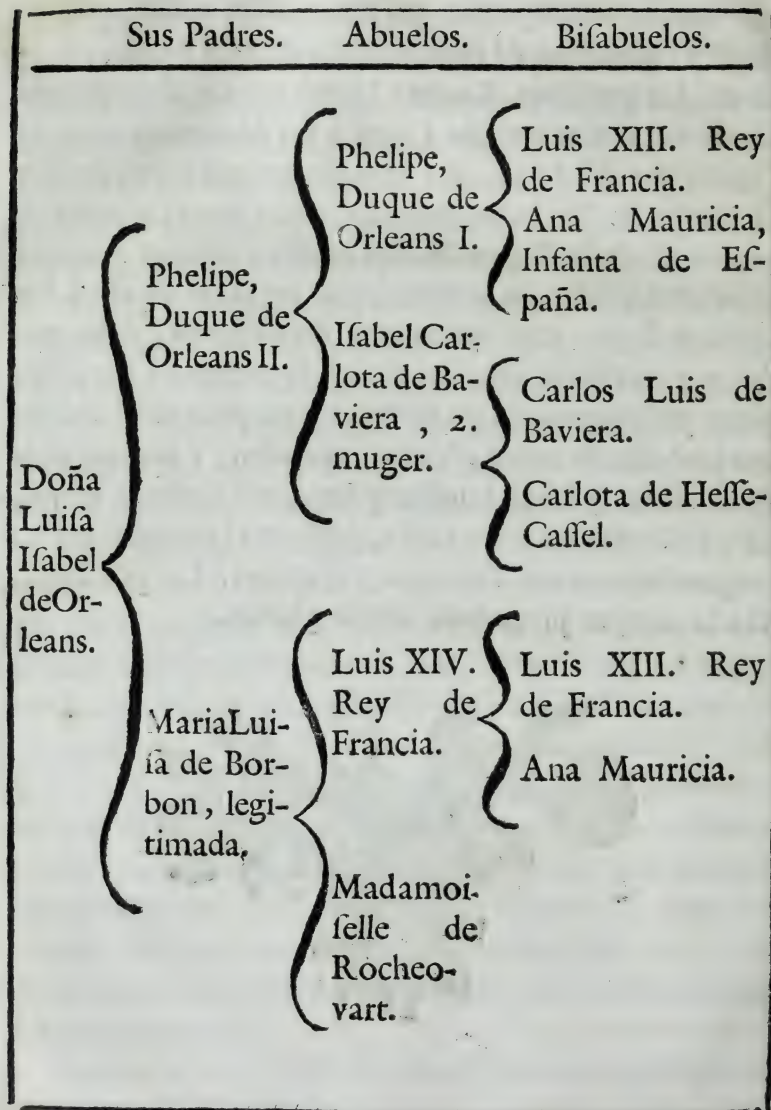 Sus Padres. Abuelos. Biſabuelos.
Doña
Luiſa
Iſabel
deOr-
leans.
Phelipe,
Duque de
Orleans II.
MariaLui-
ſa de Bor-
bon, legi-
timada.
Phelipe,
Duque de
Orleans I.
Iſabel Car-
lota de Ba-
viera, 2.
muger.
Luis XIV.
Rey de
Francia.
Madamoi-
ſelle de
Rocheo-
vart.
Luis XIII. Rey
de Francia.
Ana Mauricia,
Infanta de Eſ-
paña.
Carlos Luis de
Baviera.
Carlota de Heſſe-
Caſſel.
Luis XIII. Rey
de Francia.
Ana Mauricia.